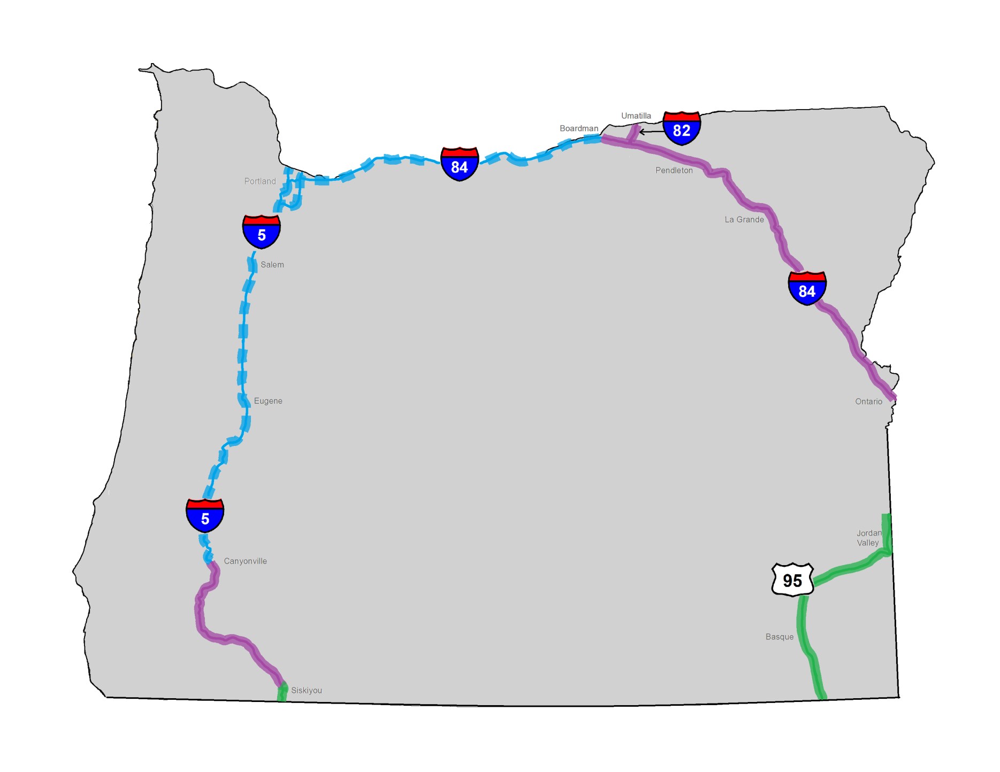 Umatilla
82
Boardman
84
Pendleton
Portland
La Grande
5
Salem
84
Eugene
Ontario
5
Jordan
Valley
Canyonville
95
Basque
Siskiyou